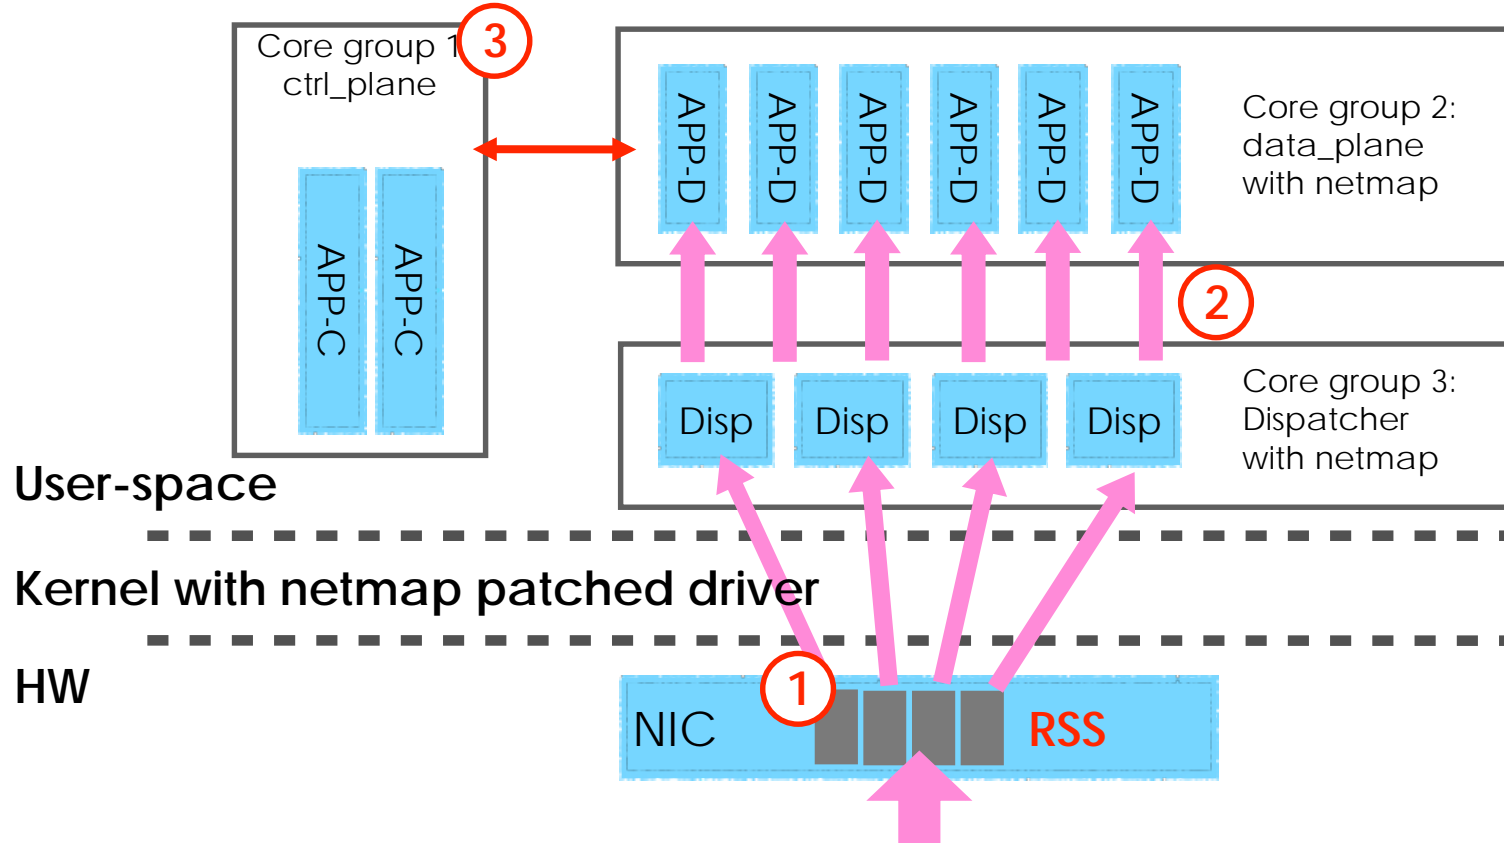 Core group 1
ctrl_plane
3
APP-C
APP-C
APP-D
APP-D
APP-D
APP-D
APP-D
APP-D
Core group 2:
data_plane
with netmap
2
Disp
Disp
Disp
Disp
Core group 3:
Dispatcher
with netmap
User-space
Kernel with netmap patched driver
HW
1
NIC
RSS